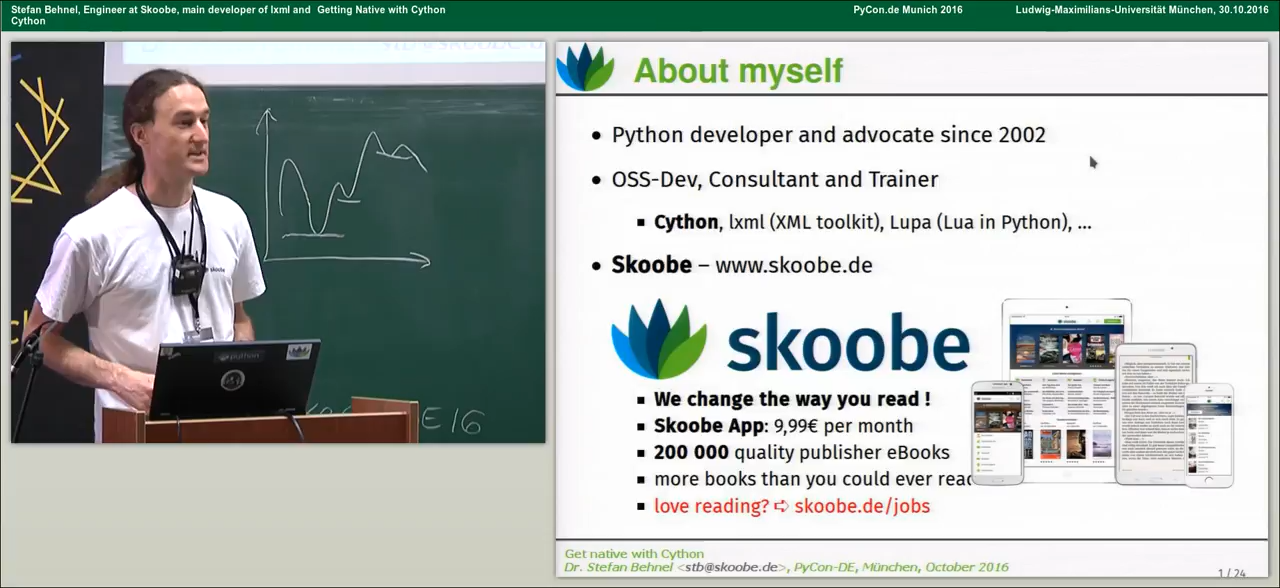 Stefan Behnel, Engineer at Skoobe, main developer of lxml and Cython
Getting Native with Cython
PyCon.de Munich 2016
Ludwig-Maximilians-Universität München, 30.10.2016
About myself
• Python developer and advocate since 2002
• OSS-Dev, Consultant and Trainer
▪ Cython, lxml (XML toolkit), Lupa (Lua in Python), ...
• Skoobe – www.skoobe.de
skoobe
▪ We change the way you read !
▪ Skoobe App: 9,99€ per month
▪ 200 000 quality publisher eBooks
▪ more books than you could ever read
▪ love reading? ➪ skoobe.de/jobs
Get native with Cython
Dr. Stefan Behnel <stb@skoobe.de>, PyCon-DE, München, October 2016
1 / 24
skoobe
python